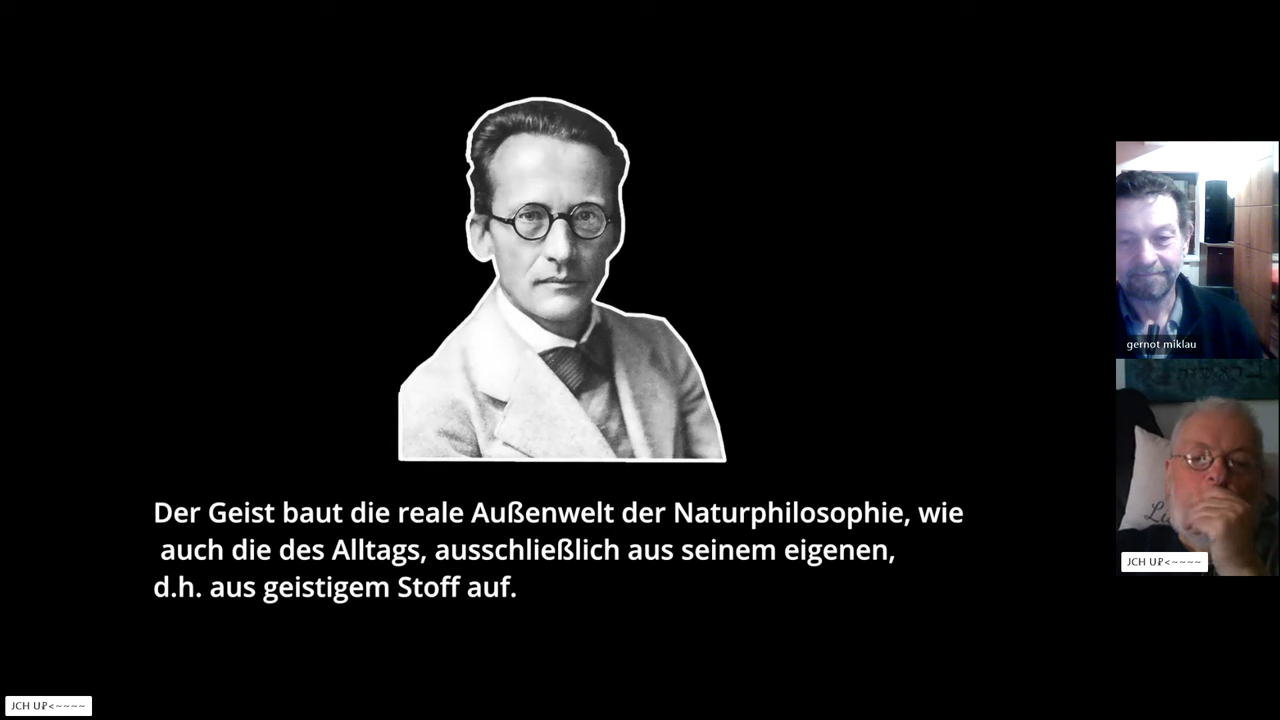 Der Geist baut die reale Außenwelt der Naturphilosophie, wie
auch die des Alltags, ausschließlich aus seinem eigenen,
d.h. aus geistigem Stoff auf.
gernot miklau
JCH UP<~~~~
JCH UP<~~~~